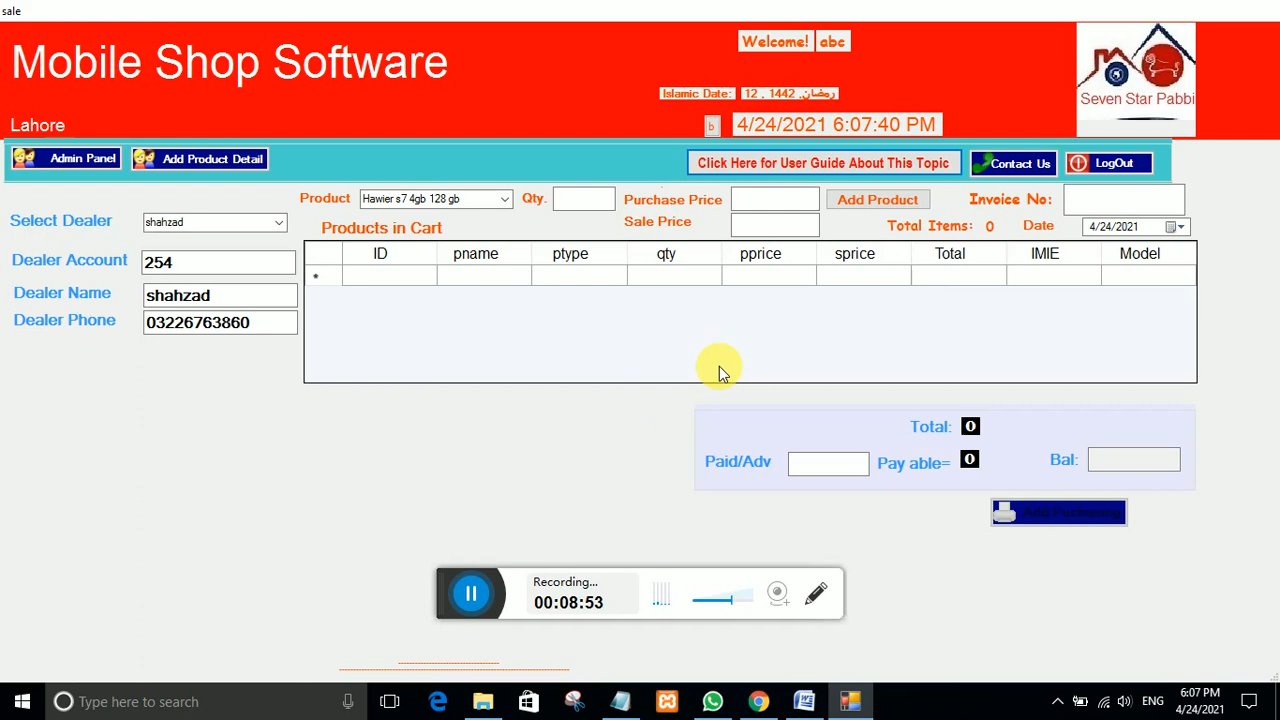 sale
Mobile Shop Software
Welcome! abc
Islamic Date: 12 ,رمضان, 1442
Seven Star Pabbi
Lahore
b 4/24/2021 6:07:40 PM
Admin Panel Add Product Detail Click Here for User Guide About This Topic Contact Us LogOut
Product Hawier s7 4gb 128 gb Qty. Purchase Price Add Product Invoice No:
Select Dealer shahzad Sale Price Total Items: 0 Date 4/24/2021
Products in Cart
ID pname ptype qty pprice sprice Total IMIE Model
*
Dealer Account 254
Dealer Name shahzad
Dealer Phone 03226763860
Total: 0
Paid/Adv Pay able= 0 Bal:
Recording...
00:08:53
Type here to search ENG 6:07 PM
4/24/2021